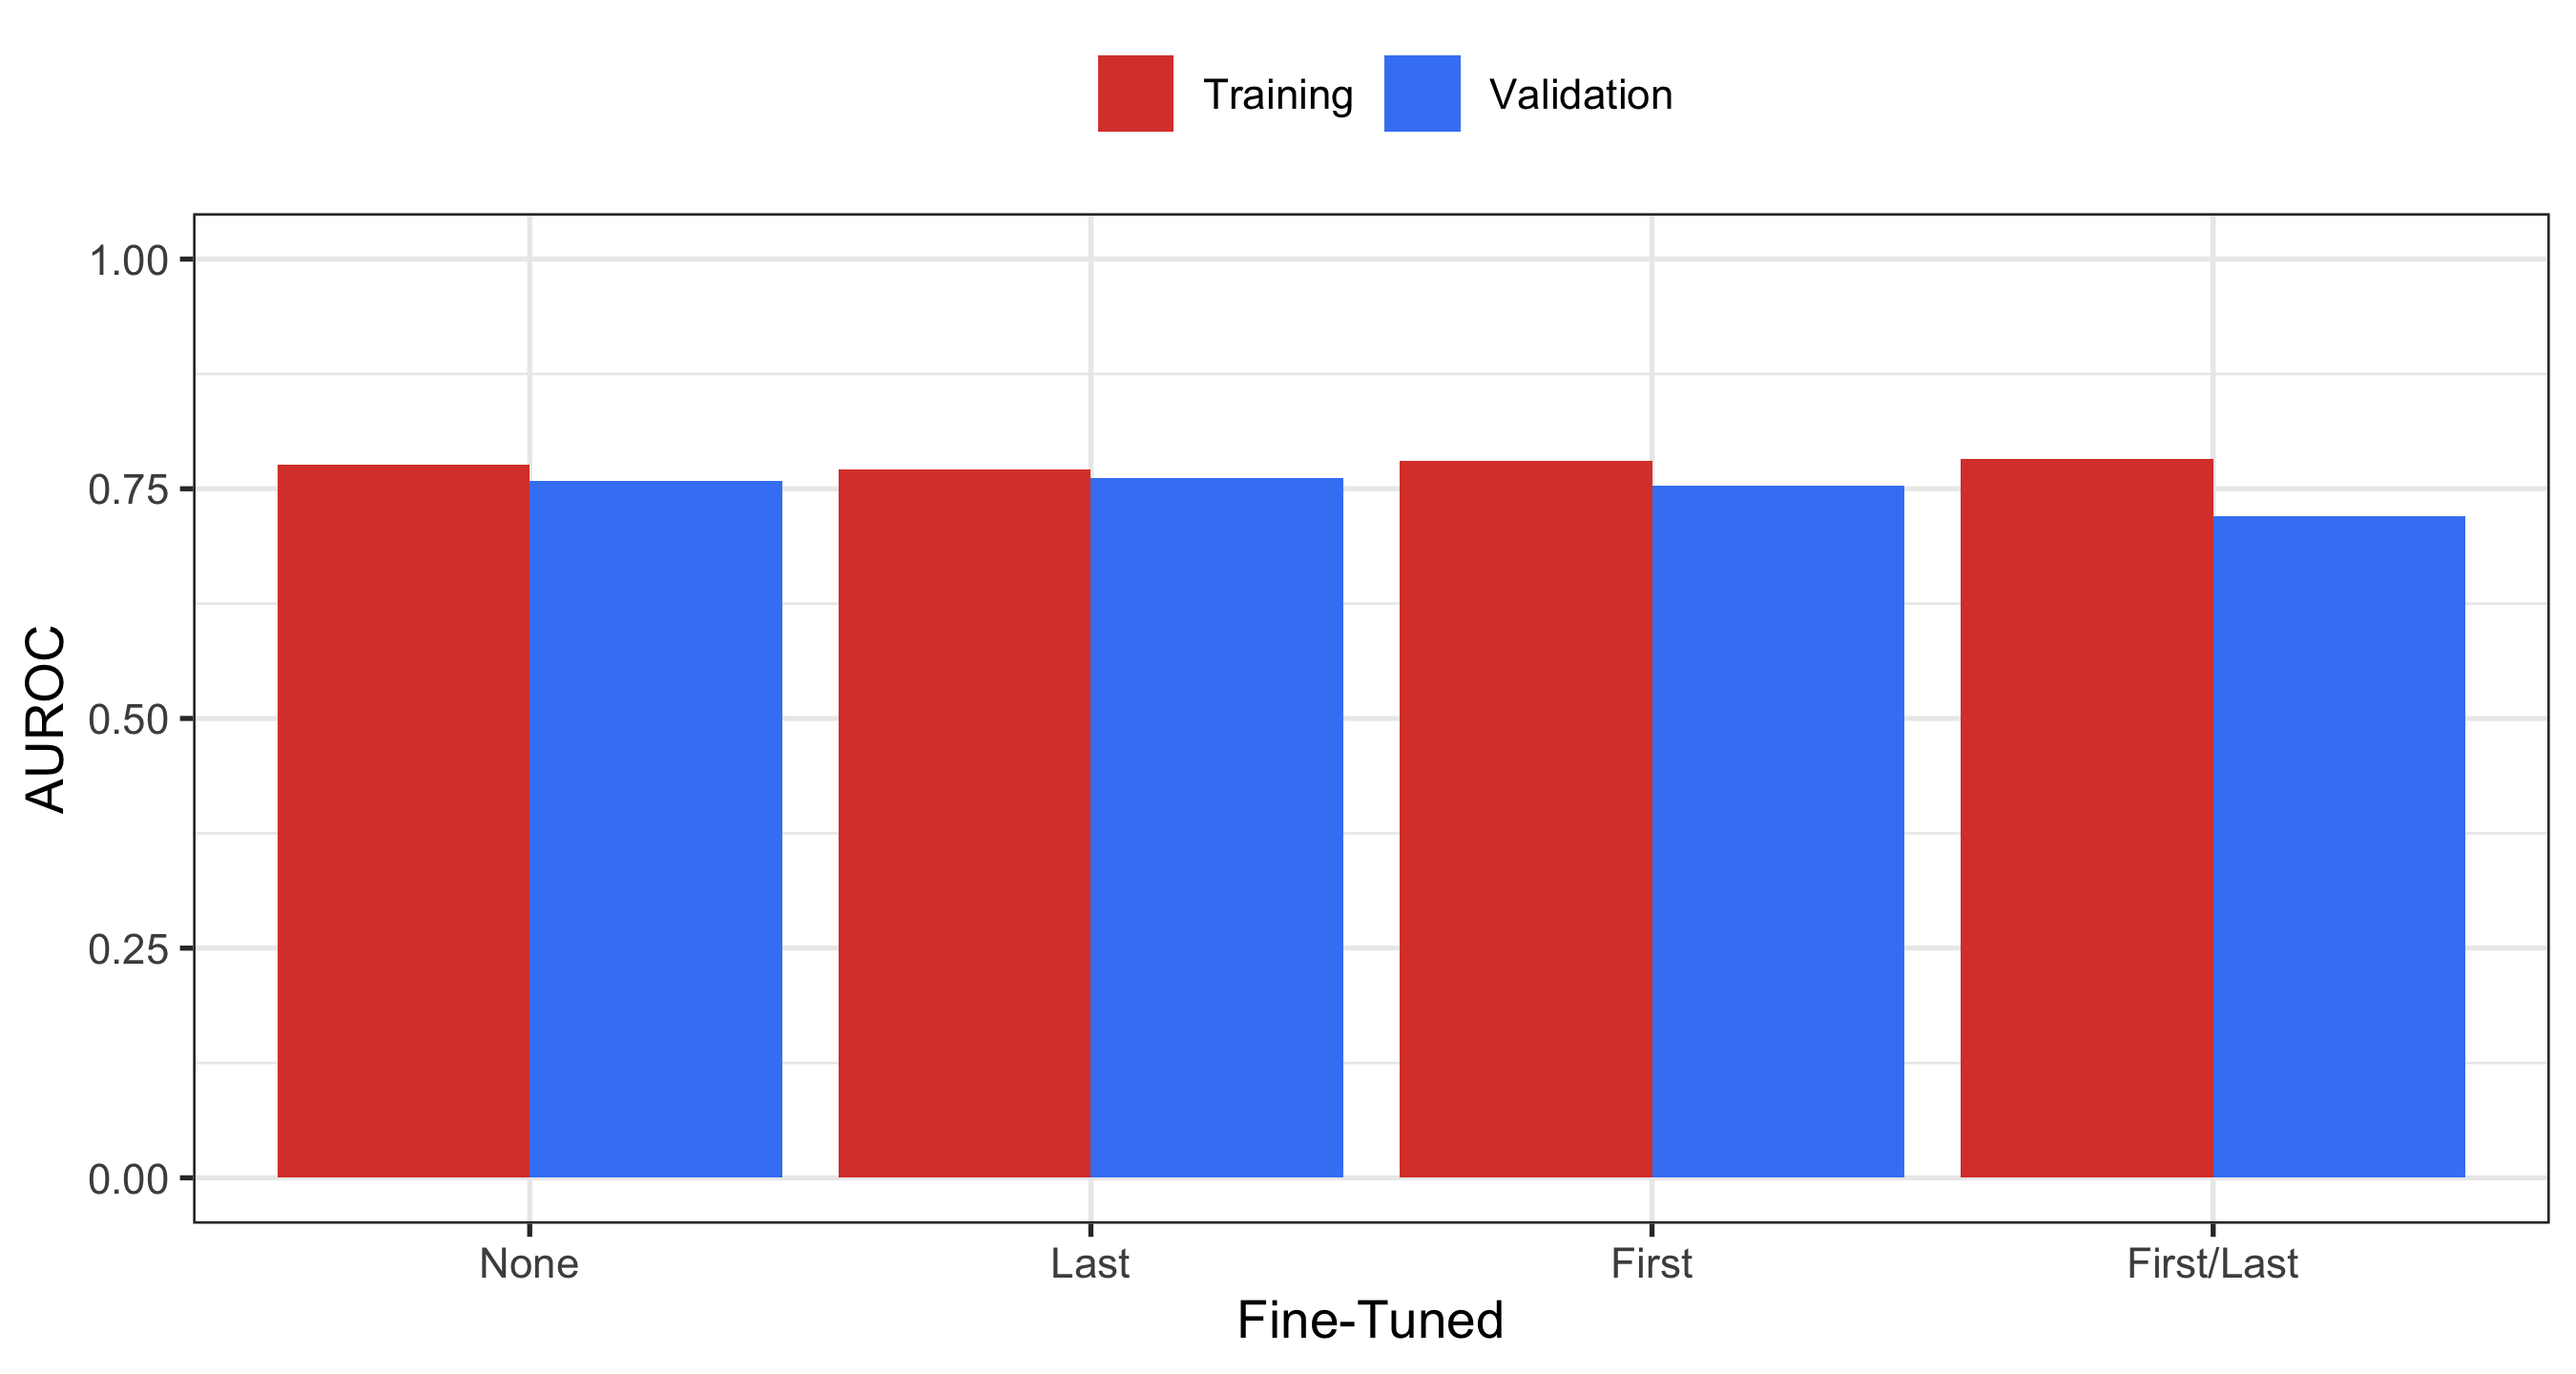 Training Validation
1.00
0.75
0.50
0.25
0.00
AUROC
None Last First First/Last
Fine-Tuned